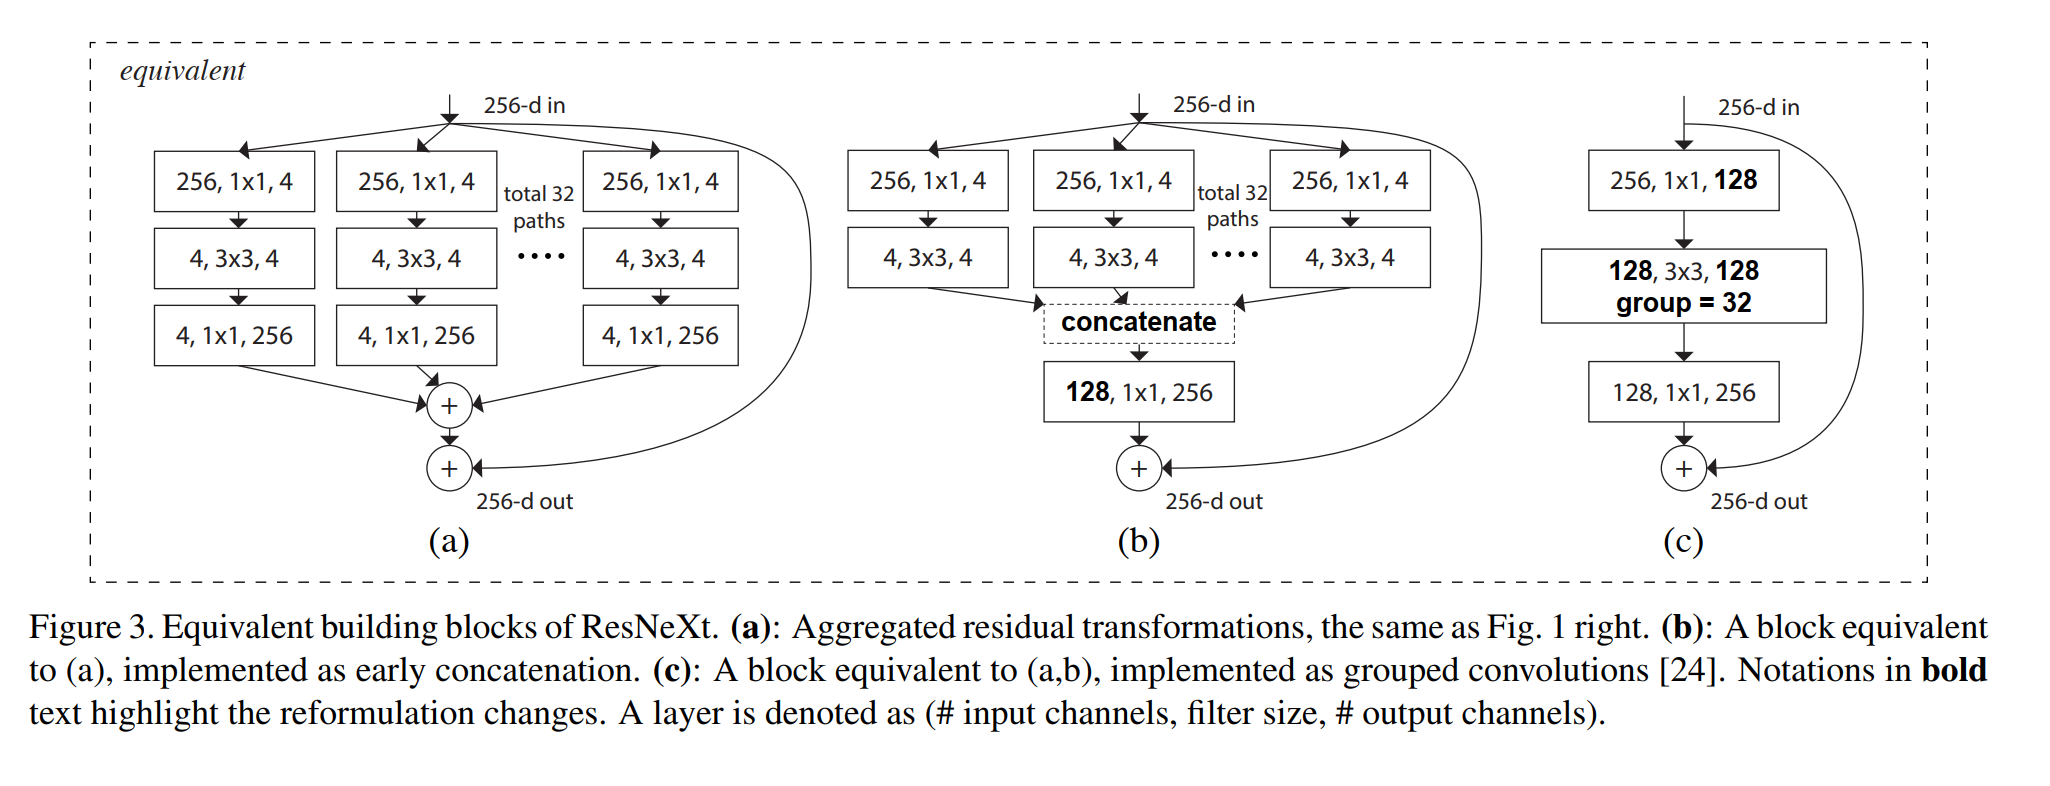 equivalent
256-d in
256, 1x1, 4
256, 1x1, 4
total 32
paths
256, 1x1, 4
4, 3x3, 4
4, 3x3, 4
....
4, 3x3, 4
4, 1x1, 256
4, 1x1, 256
4, 1x1, 256
+
+
256-d out
(a)
256-d in
256, 1x1, 4
256, 1x1, 4
total 32
paths
256, 1x1, 4
4, 3x3, 4
4, 3x3, 4
....
4, 3x3, 4
concatenate
128, 1x1, 256
+
256-d out
(b)
256-d in
256, 1x1, 128
128, 3x3, 128
group = 32
128, 1x1, 256
+
256-d out
(c)
Figure 3. Equivalent building blocks of ResNeXt. (a): Aggregated residual transformations, the same as Fig. 1 right. (b): A block equivalent
to (a), implemented as early concatenation. (c): A block equivalent to (a,b), implemented as grouped convolutions [24]. Notations in bold
text highlight the reformulation changes. A layer is denoted as (# input channels, filter size, # output channels).